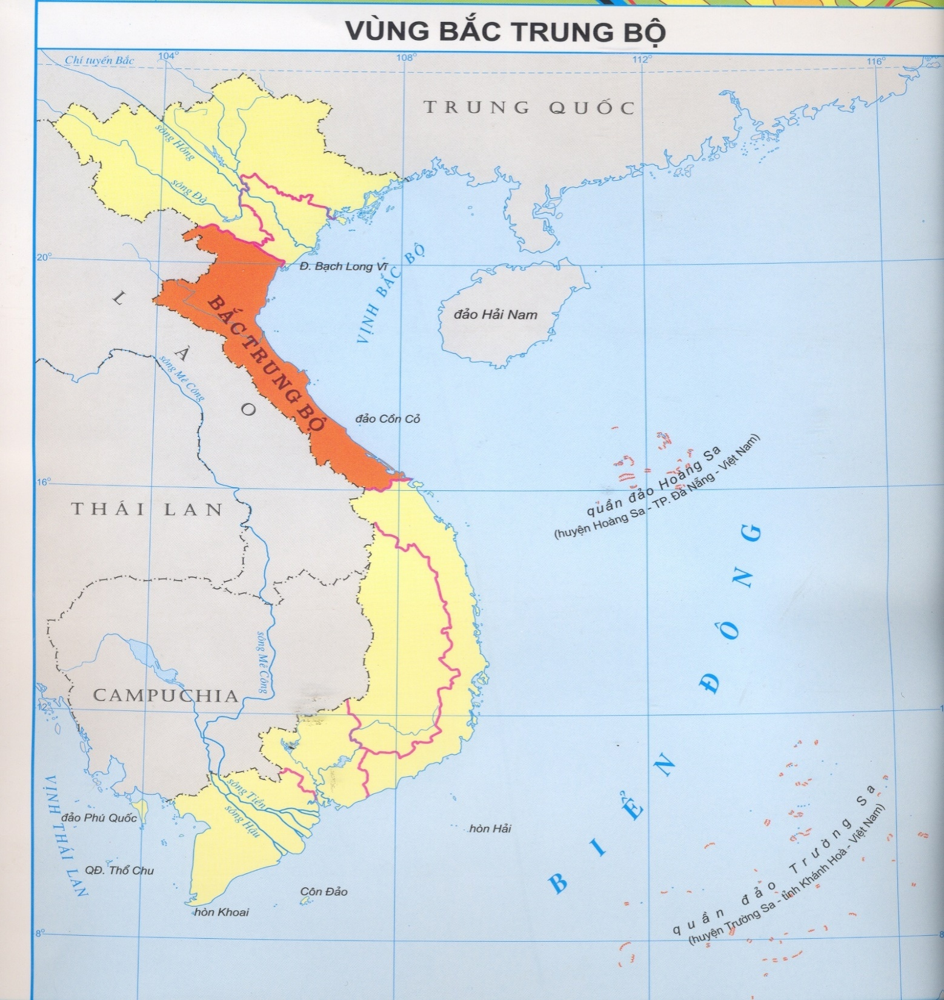 VÙNG BẮC TRUNG BỘ
Chí tuyến Bắc
104°
108°
112°
116°
TRUNG QUỐC
sông Hồng
sông Đà
20°
Đ. Bạch Long Vĩ
VỊNH BẮC BỘ
đảo Hải Nam
LÀO
BẮC TRUNG BỘ
sông Mê Công
đảo Cồn Cỏ
quần đảo Hoàng Sa
(huyện Hoàng Sa - TP. Đà Nẵng - Việt Nam)
16°
THÁI LAN
BIỂN ĐÔNG
sông Mê Công
CAMPUCHIA
12°
1
sông Tiền
sông Hậu
VỊNH THÁI LAN
đảo Phú Quốc
hòn Hải
QĐ. Thổ Chu
Côn Đảo
hòn Khoai
quần đảo Trường Sa
(huyện Trường Sa - tỉnh Khánh Hoà - Việt Nam)
8°
8